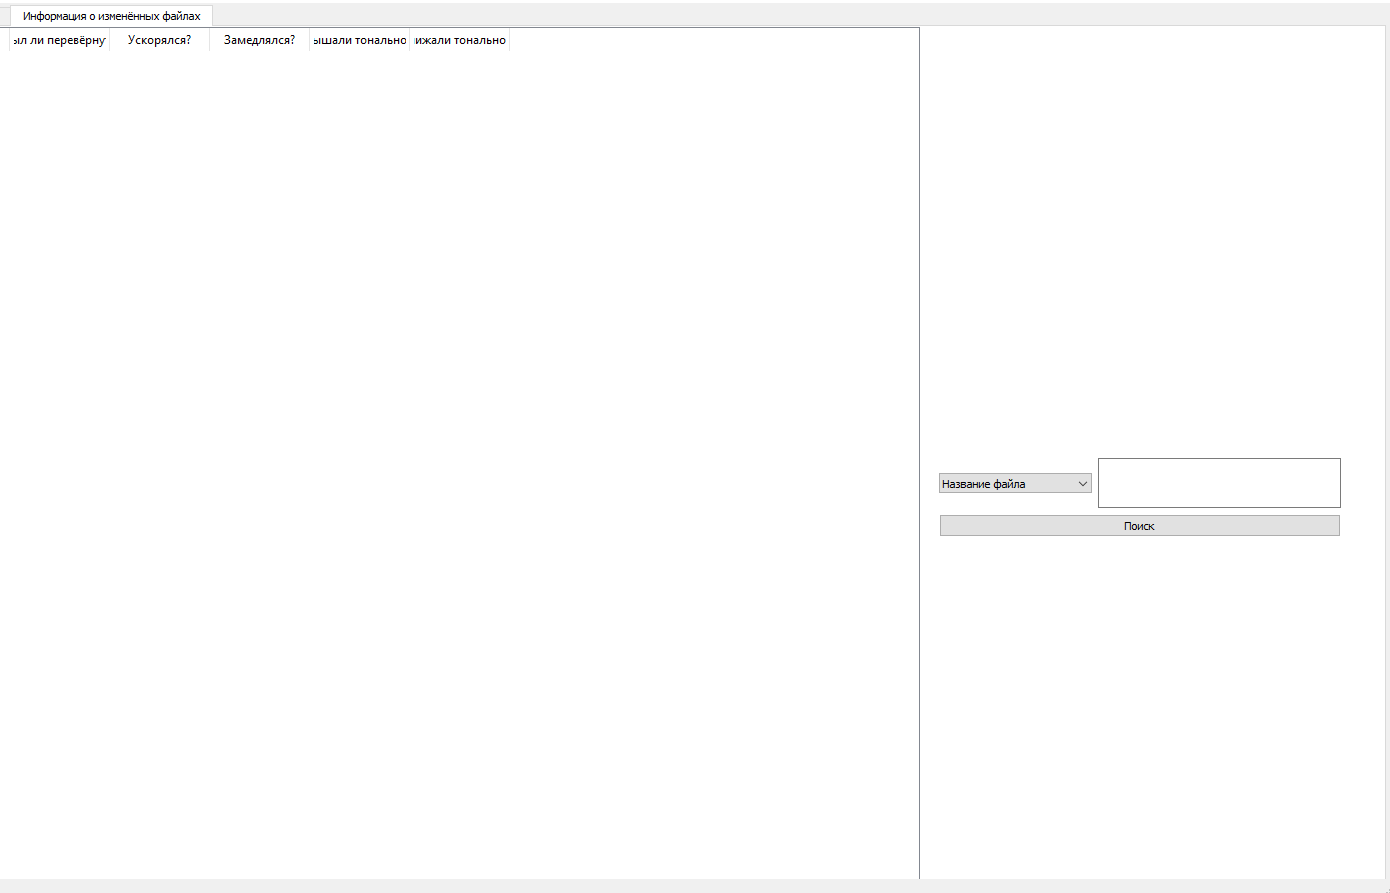 Информация о изменённых файлах
ыл ли перевёрну Ускорялся? Замедлялся? ышали тонально ижали тонально
Название файла
Поиск